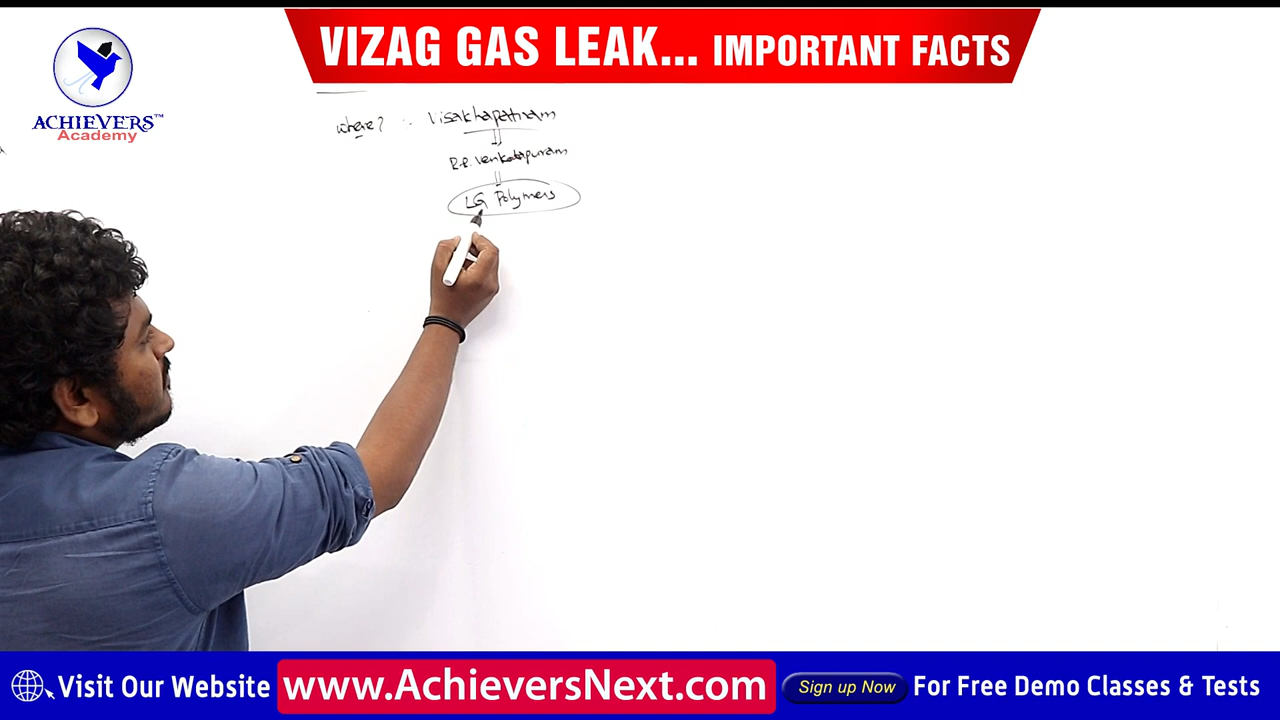 VIZAG GAS LEAK... IMPORTANT FACTS
ACHIEVERS™
Academy
where? :- Visakhapatnam
R.R. Venkatapuram
LG Polymers
Visit Our Website www.AchieversNext.com Sign up Now For Free Demo Classes & Tests